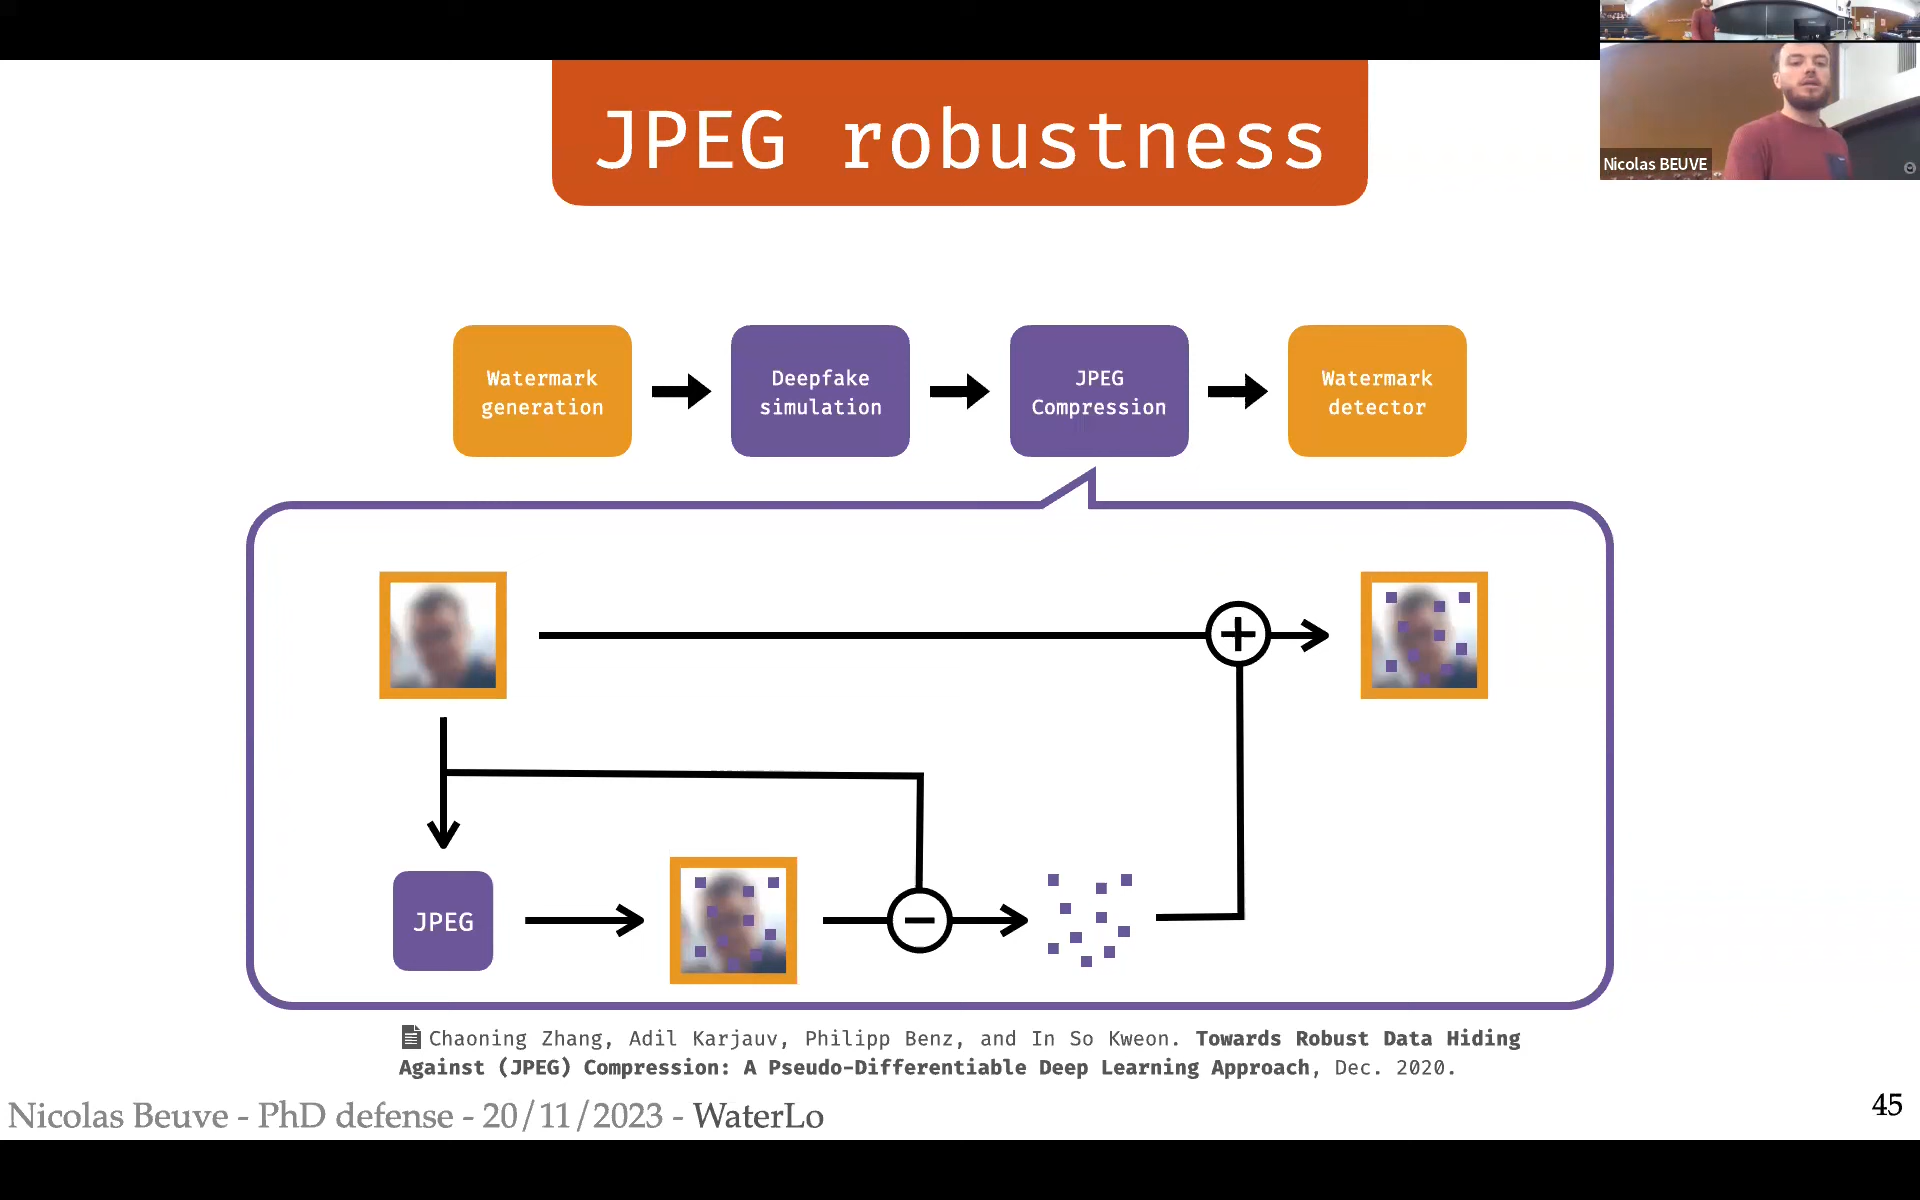 JPEG robustness
Nicolas BEUVE
Watermark
generation
Deepfake
simulation
JPEG
Compression
Watermark
detector
JPEG
Chaoning Zhang, Adil Karjauv, Philipp Benz, and In So Kweon. Towards Robust Data Hiding
Against (JPEG) Compression: A Pseudo-Differentiable Deep Learning Approach, Dec. 2020.
Nicolas Beuve - PhD defense - 20/11/2023 - WaterLo
45